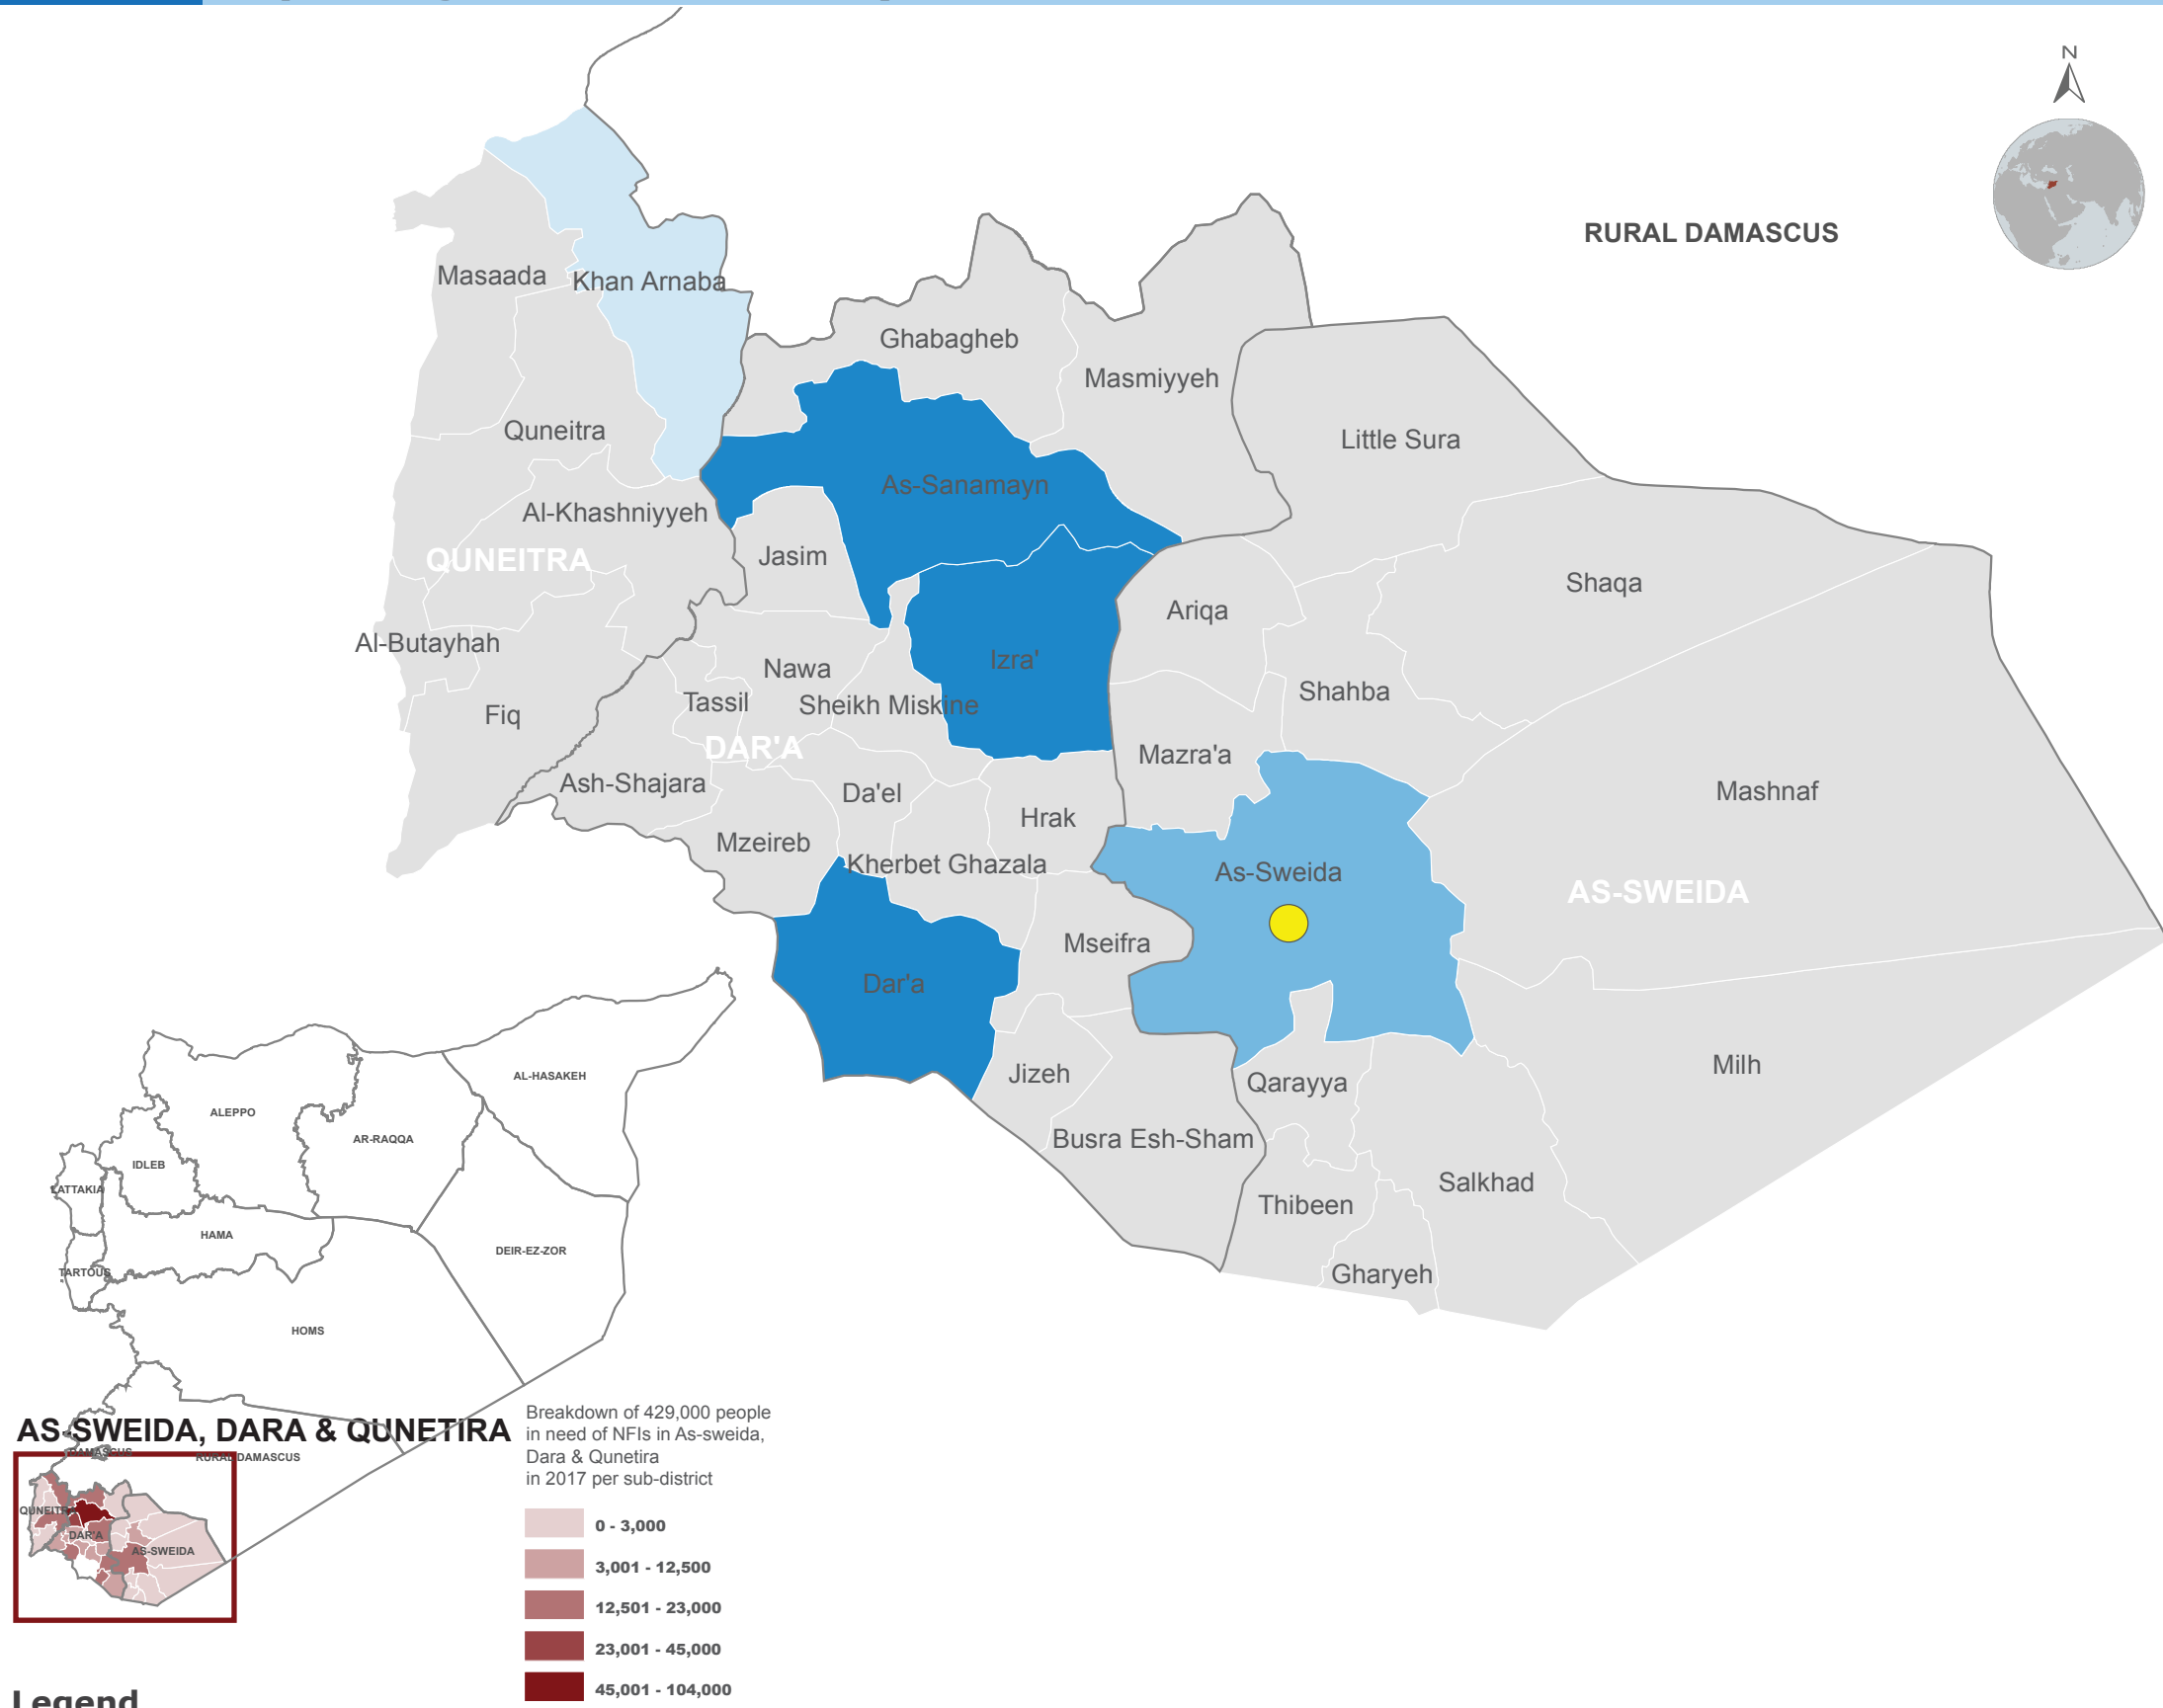 N
RURAL DAMASCUS
Masaada
Khan Arnaba
Ghabagheb
Masmiyyeh
Quneitra
Little Sura
As-Sanamayn
Al-Khashniyyeh
QUNEITRA
Jasim
Shaqa
Ariqa
Al-Butayhah
Izra'
Nawa
Shahba
Tassil
Sheikh Miskine
Fiq
DAR'A
Mazra'a
Ash-Shajara
Da'el
Mashnaf
Hrak
Mzeireb
Kherbet Ghazala
As-Sweida
AS-SWEIDA
Mseifra
Dar'a
Milh
Jizeh
Qarayya
Busra Esh-Sham
Salkhad
Thibeen
Gharyeh
AL-HASAKEH
ALEPPO
AR-RAQQA
IDLEB
LATTAKIA
HAMA
DEIR-EZ-ZOR
TARTOUS
HOMS
AS-SWEIDA, DARA & QUNETIRA
DAMASCUS
RURAL DAMASCUS
QUNEITRA
DAR'A
AS-SWEIDA
Breakdown of 429,000 people
in need of NFIs in As-sweida,
Dara & Qunetira
in 2017 per sub-district
0 - 3,000
3,001 - 12,500
12,501 - 23,000
23,001 - 45,000
45,001 - 104,000
Legend